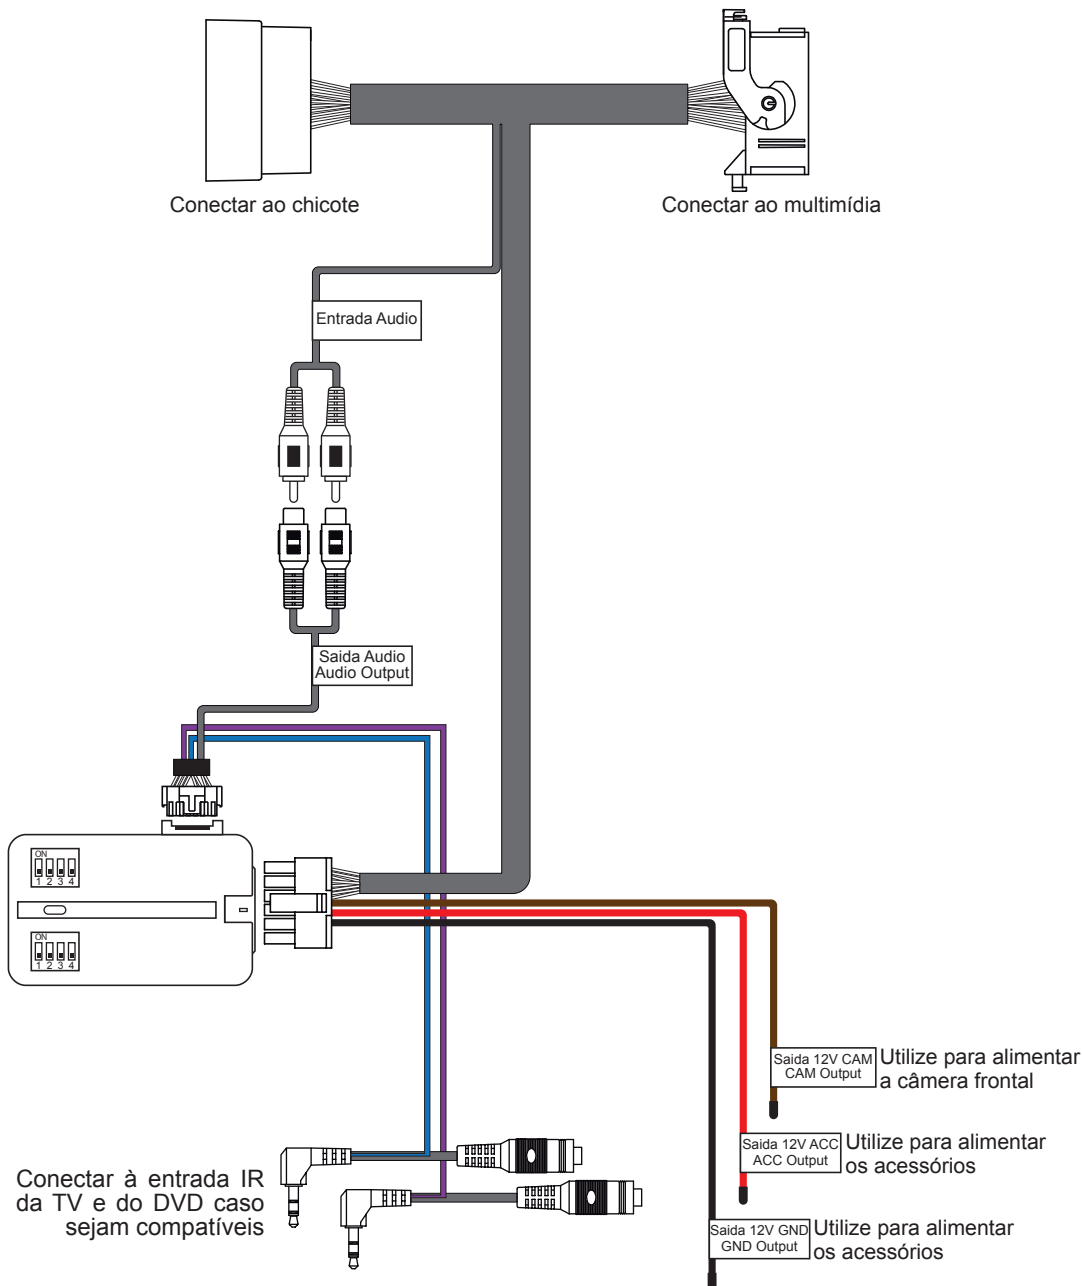 Conectar ao chicote
Conectar ao multimídia
Entrada Audio
Saida Audio
Audio Output
ON
1 2 3 4
ON
1 2 3 4
Saida 12V CAM
CAM Output
Utilize para alimentar
a câmera frontal
Saida 12V ACC
ACC Output
Utilize para alimentar
os acessórios
Conectar à entrada IR
da TV e do DVD caso
sejam compatíveis
Saida 12V GND
GND Output
Utilize para alimentar
os acessórios